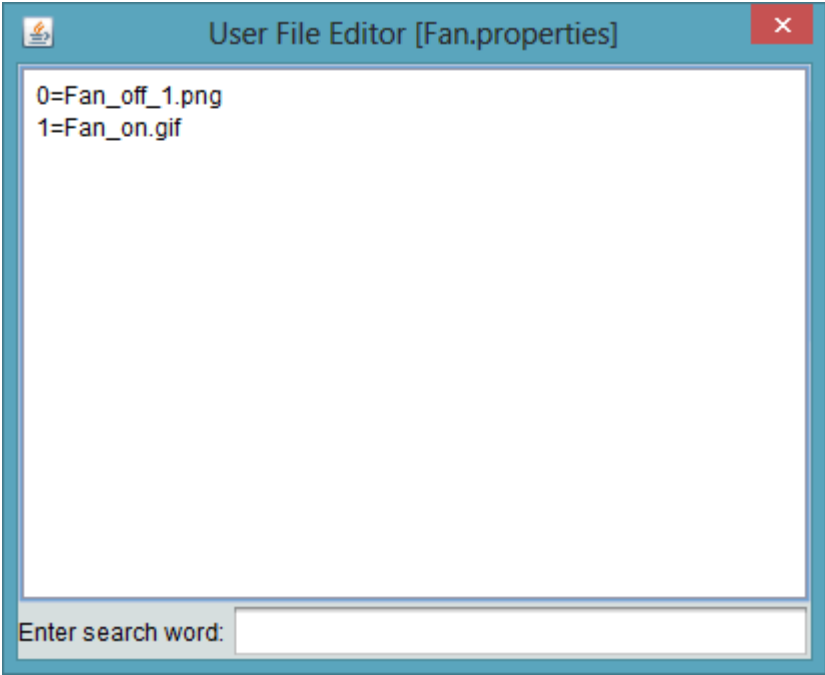 User File Editor [Fan.properties]
0=Fan_off_1.png
1=Fan_on.gif
Enter search word: